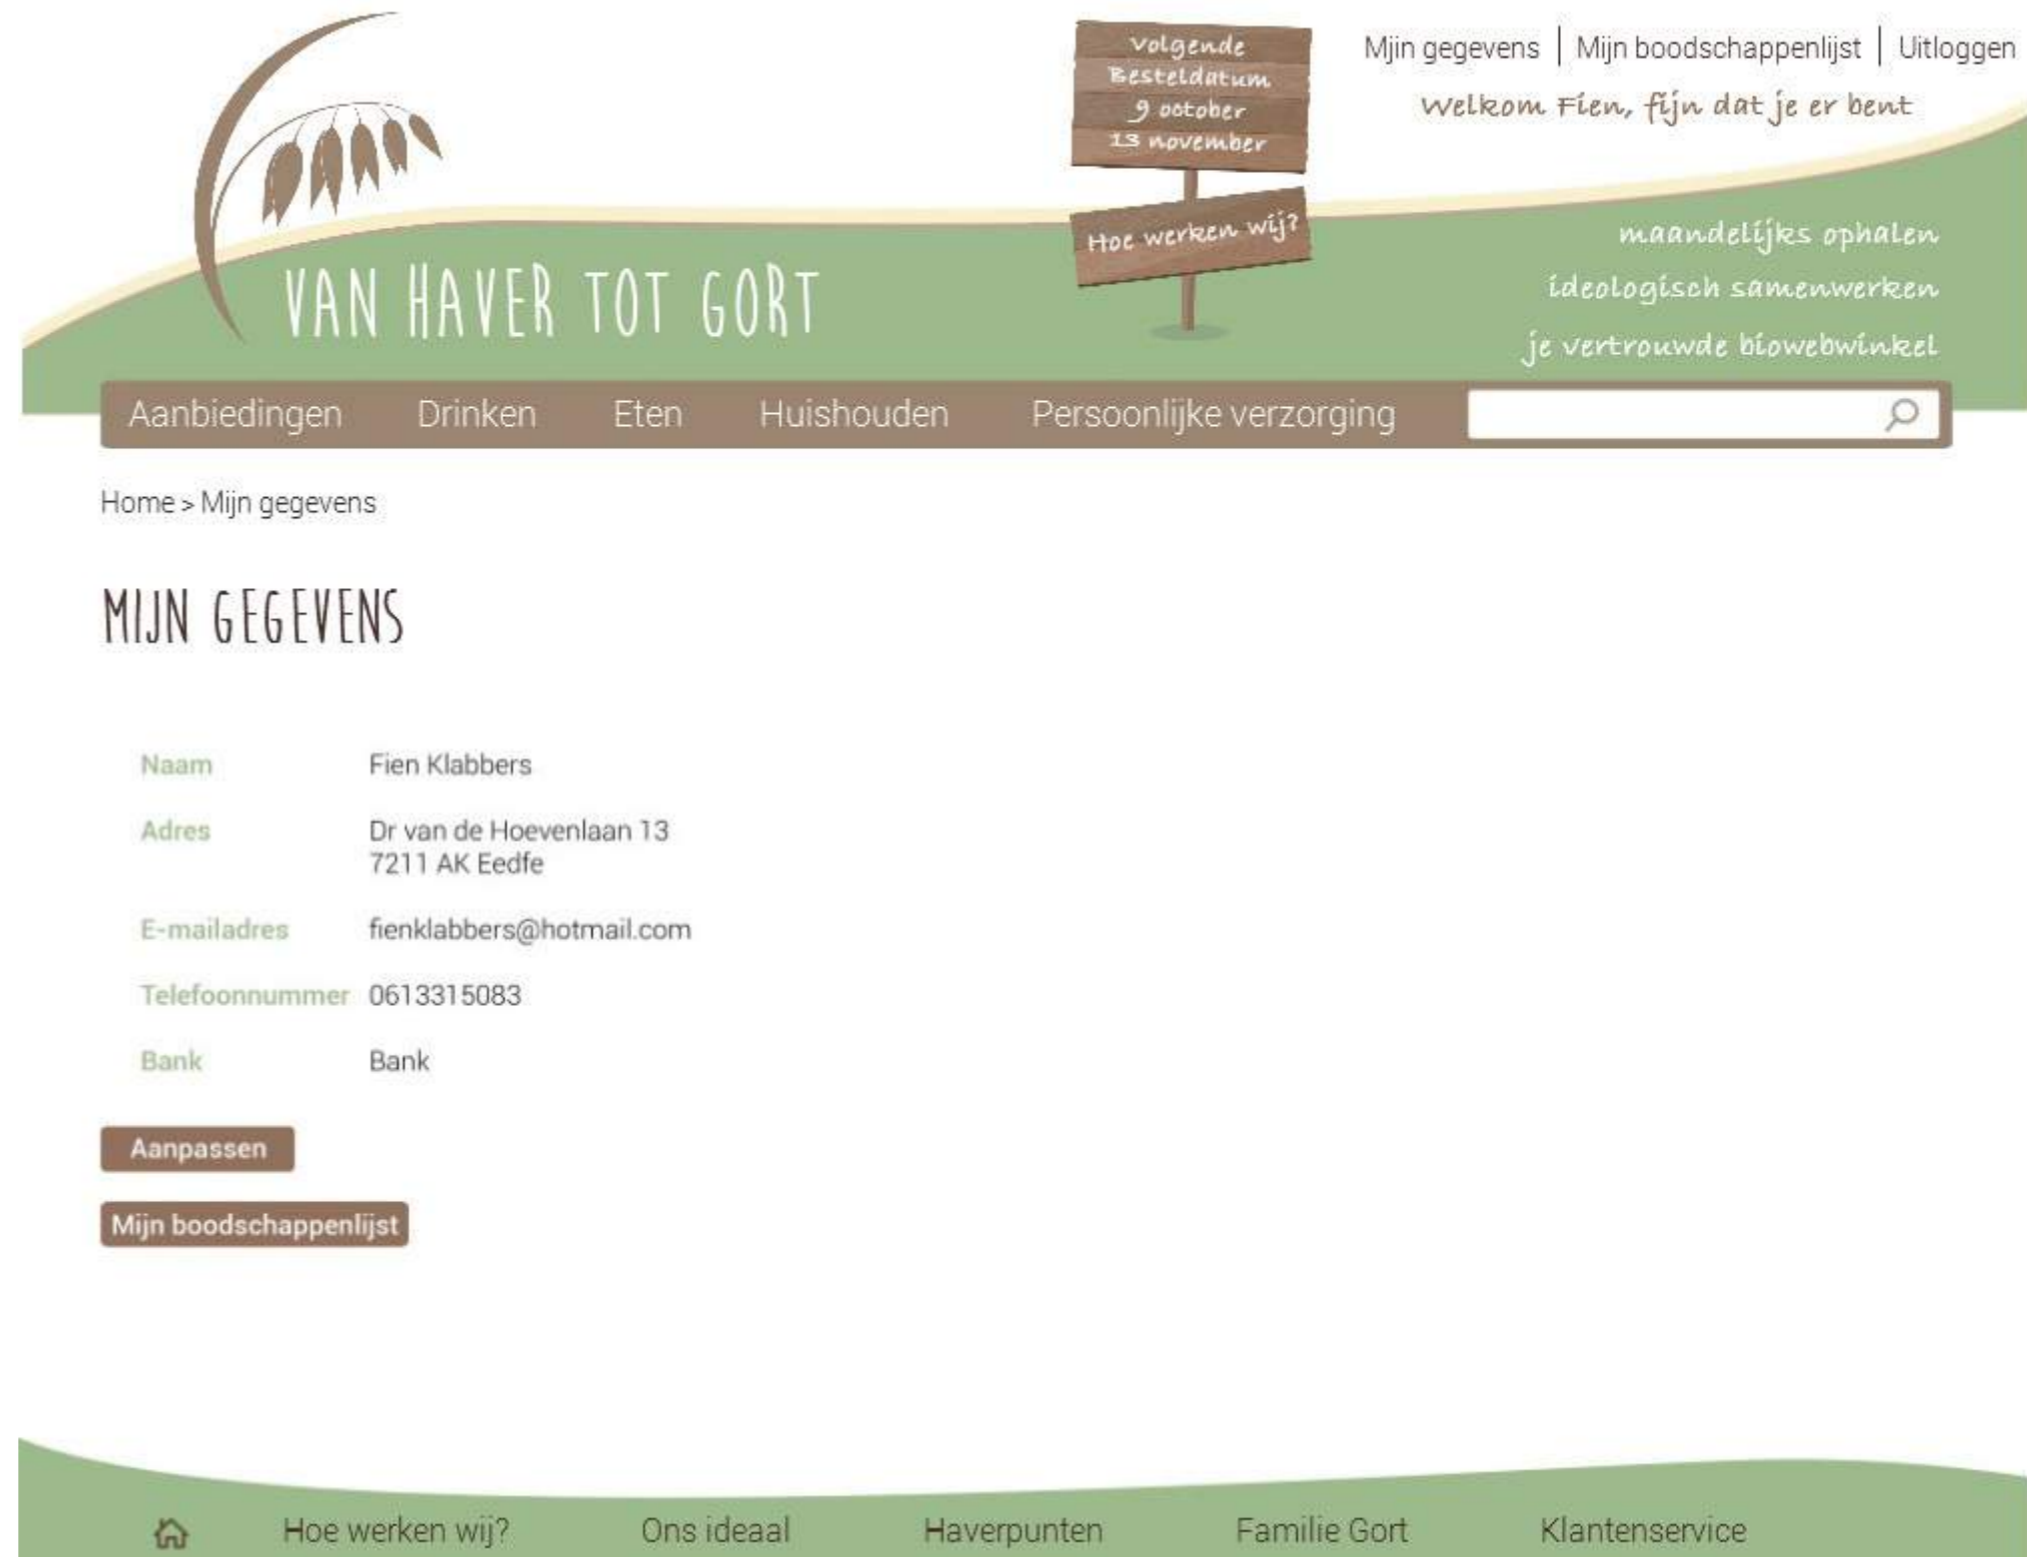 Volgende
Besteldatum
9 october
13 november
Hoe werken wij?
Mjin gegevens | Mijn boodschappenlijst | Uitloggen
Welkom Fien, fijn dat je er bent
maandelijks ophalen
ideologisch samenwerken
je vertrouwde biowebwinkel
VAN HAVER TOT GORT
Aanbiedingen Drinken Eten Huishouden Persoonlijke verzorging
Home > Mijn gegevens
MIJN GEGEVENS
Naam Fien Klabbers
Adres Dr van de Hoevenlaan 13
7211 AK Eedfe
E-mailadres fienklabbers@hotmail.com
Telefoonnummer 0613315083
Bank Bank
Aanpassen
Mijn boodschappenlijst
Hoe werken wij? Ons ideaal Haverpunten Familie Gort Klantenservice